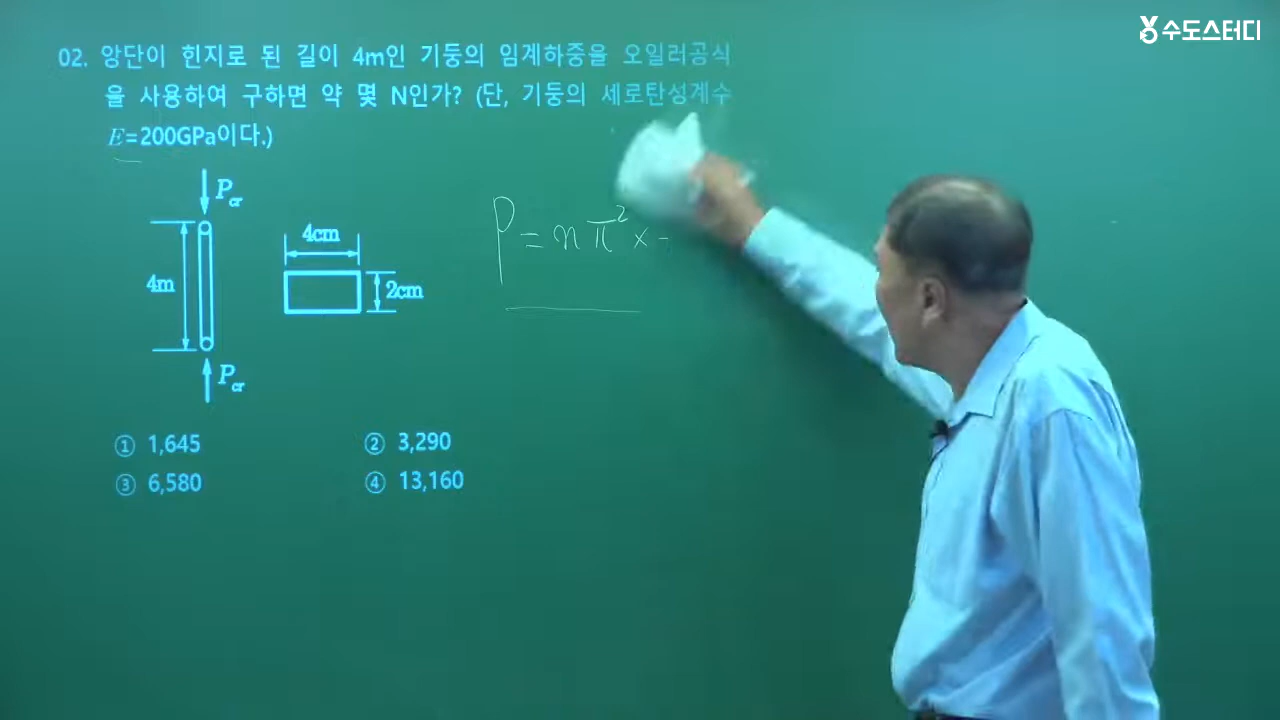 수도스터디
02. 양단이 힌지로 된 길이 4m인 기둥의 임계하중을 오일러공식
을 사용하여 구하면 약 몇 N인가? (단, 기둥의 세로탄성계수
E=200GPa이다.)
Pcr
4cm
4m
2cm
Pcr
P = nπ² ×
① 1,645
② 3,290
③ 6,580
④ 13,160